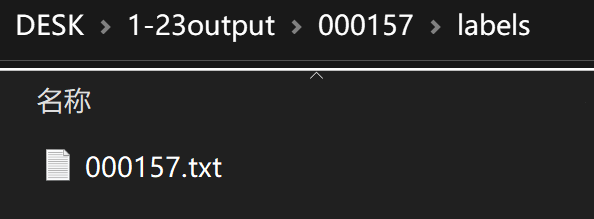 DESK > 1-23output > 000157 > labels
名称
000157.txt